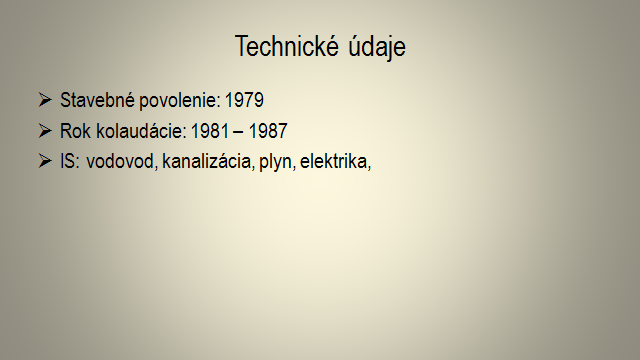 Technické údaje
➢ Stavebné povolenie: 1979
➢ Rok kolaudácie: 1981 – 1987
➢ IS: vodovod, kanalizácia, plyn, elektrika,